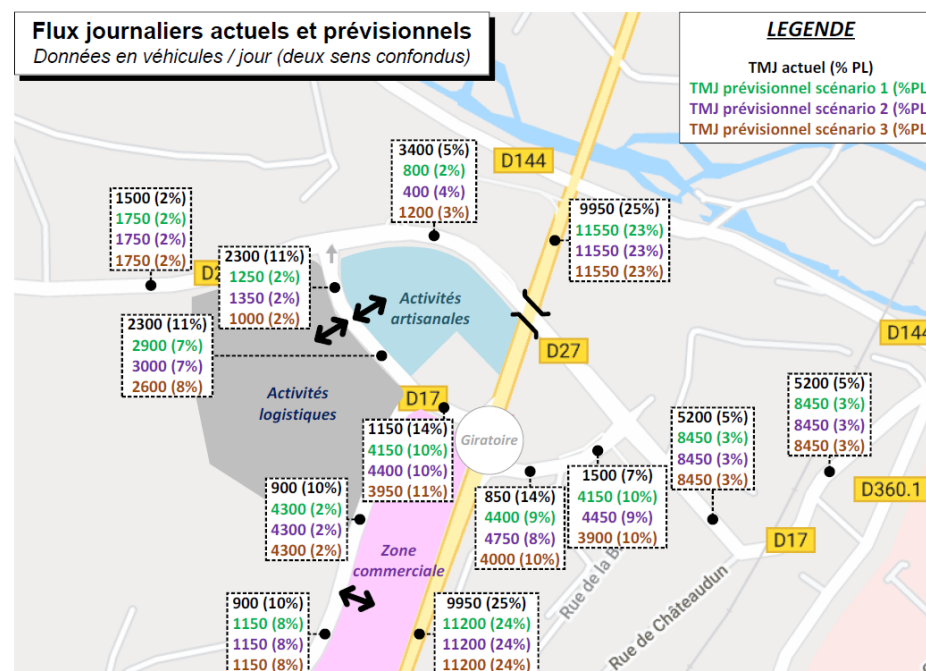 Flux journaliers actuels et prévisionnels
Données en véhicules / jour (deux sens confondus)
LEGENDE
TMJ actuel (% PL)
TMJ prévisionnel scénario 1 (%PL
TMJ prévisionnel scénario 2 (%PL
TMJ prévisionnel scénario 3 (%PL
3400 (5%)
800 (2%)
400 (4%)
1200 (3%)
D144
1500 (2%)
1750 (2%)
1750 (2%)
1750 (2%)
9950 (25%)
11550 (23%)
11550 (23%)
11550 (23%)
2300 (11%)
1250 (2%)
1350 (2%)
1000 (2%)
Activités
artisanales
2300 (11%)
2900 (7%)
3000 (7%)
2600 (8%)
D144
D27
Activités
logistiques
D17
1150 (14%)
4150 (10%)
4400 (10%)
3950 (11%)
Giratoire
5200 (5%)
8450 (3%)
8450 (3%)
8450 (3%)
5200 (5%)
8450 (3%)
8450 (3%)
8450 (3%)
1500 (7%)
4150 (10%)
4450 (9%)
3900 (10%)
850 (14%)
4400 (9%)
4750 (8%)
4000 (10%)
900 (10%)
4300 (2%)
4300 (2%)
4300 (2%)
D360.1
D17
Zone
commerciale
Rue de la B
Rue de Châteaudun
900 (10%)
1150 (8%)
1150 (8%)
1150 (8%)
9950 (25%)
11200 (24%)
11200 (24%)
11200 (24%)